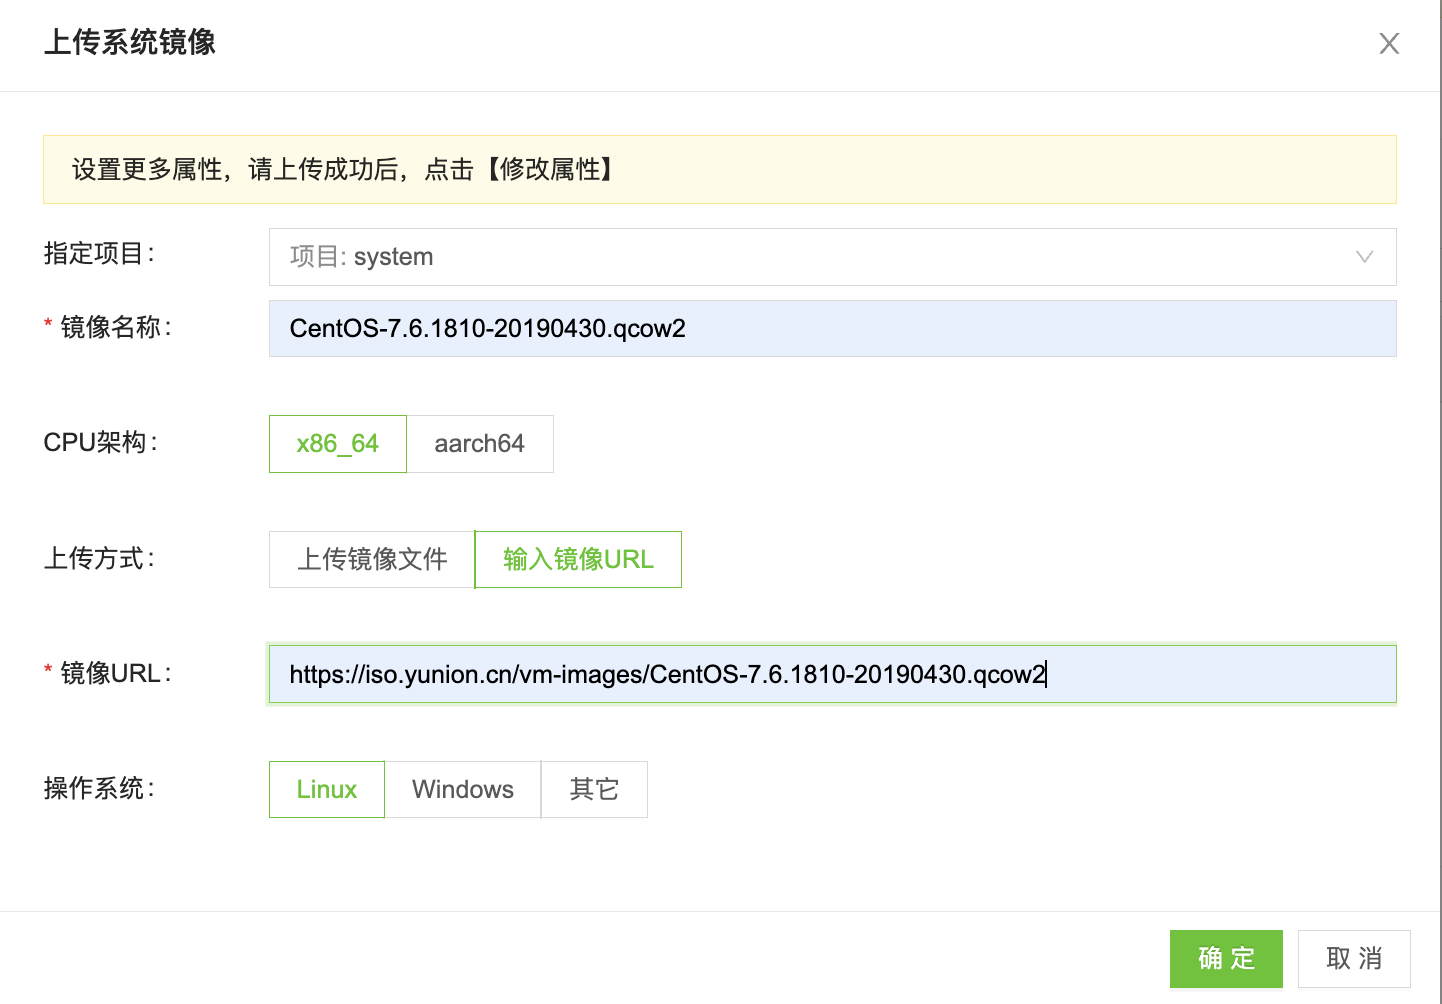 上传系统镜像
设置更多属性，请上传成功后，点击【修改属性】
指定项目： 项目: system
* 镜像名称： CentOS-7.6.1810-20190430.qcow2
CPU架构： x86_64 aarch64
上传方式： 上传镜像文件 输入镜像URL
* 镜像URL： https://iso.yunion.cn/vm-images/CentOS-7.6.1810-20190430.qcow2
操作系统： Linux Windows 其它
确 定 取 消